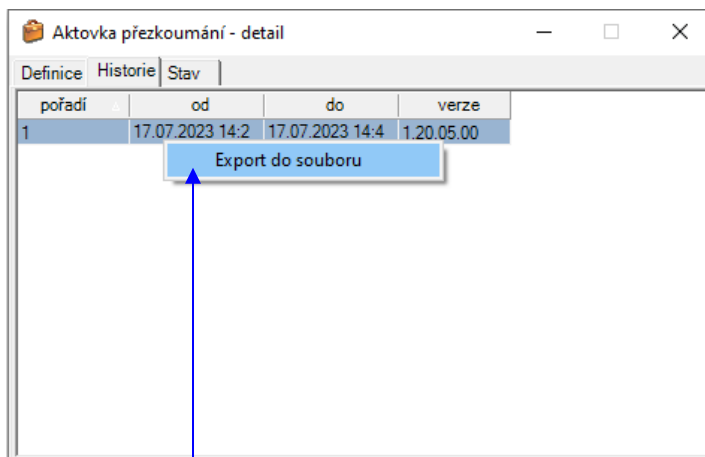 Aktovka přezkoumání - detail
Definice Historie Stav
pořadí od do verze
1 17.07.2023 14:2 17.07.2023 14:4 1.20.05.00
Export do souboru